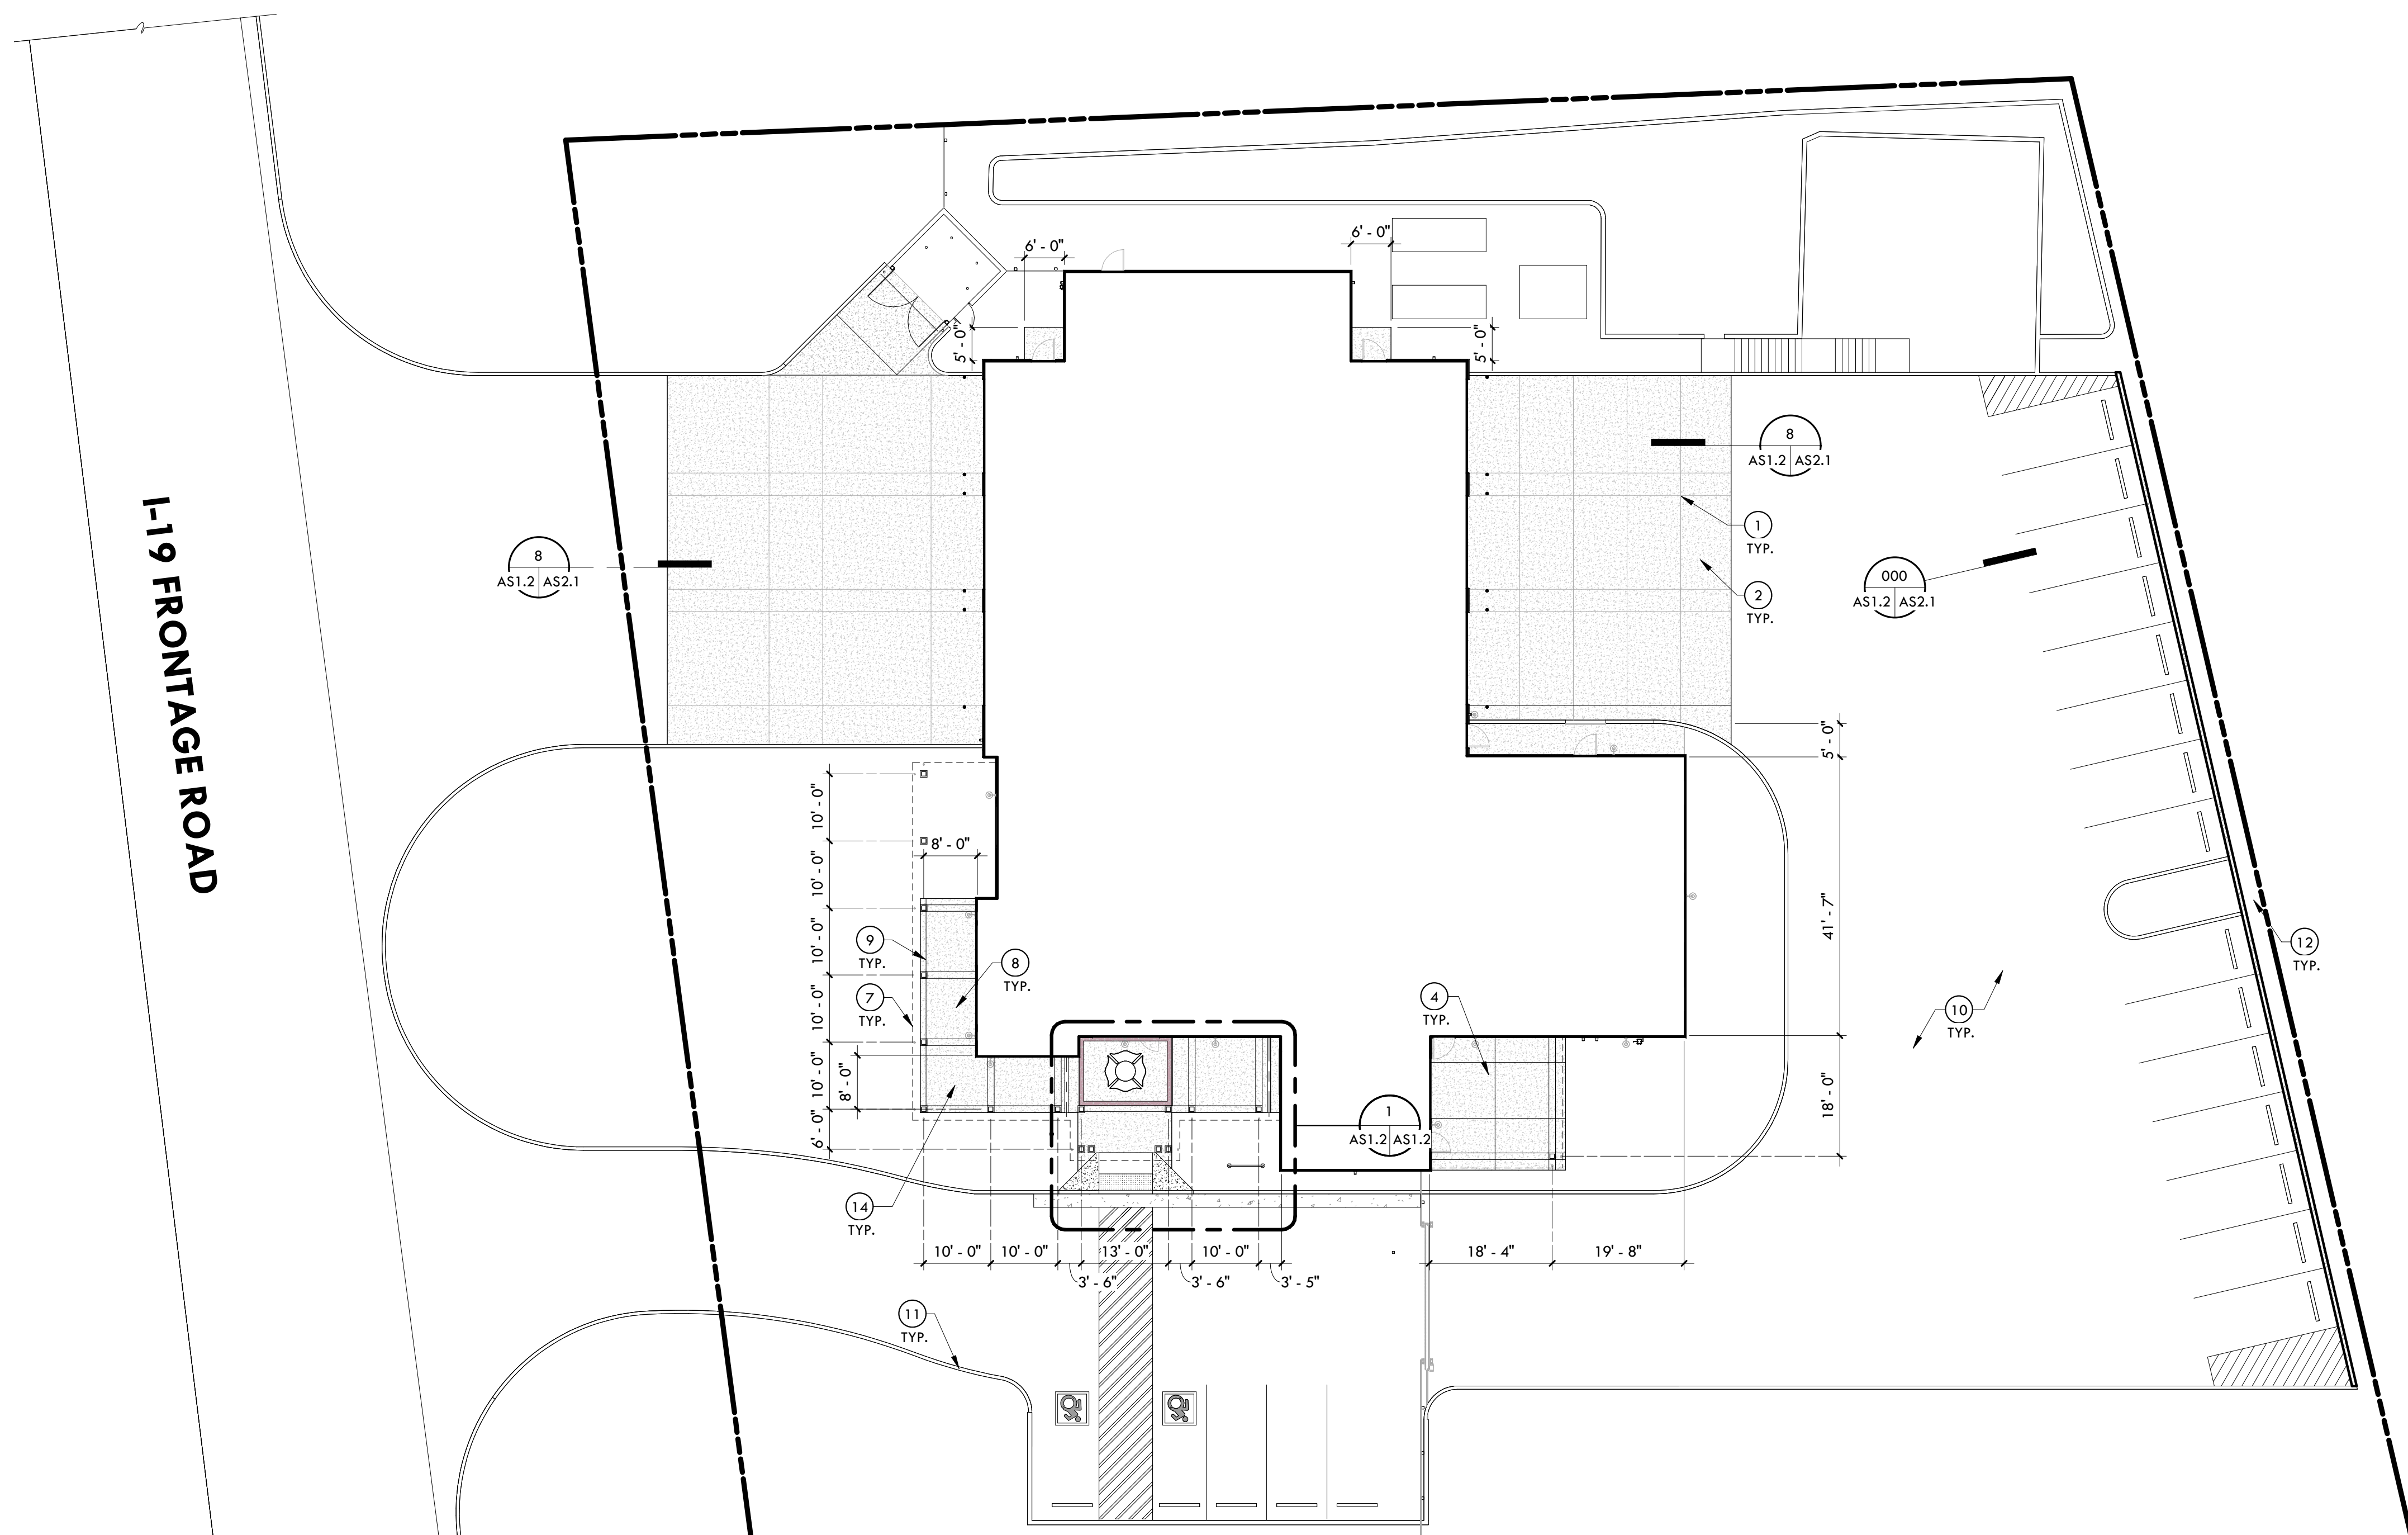 6' - 0"
6' - 0"
5' - 0"
5' - 0"
8
AS1.2 AS2.1
I-19 FRONTAGE ROAD
1
TYP.
8
AS1.2 AS2.1
000
AS1.2 AS2.1
2
TYP.
5' - 0"
10' - 0"
8' - 0"
10' - 0"
41' - 7"
9
TYP.
10' - 0"
8
TYP.
12
TYP.
7
TYP.
4
TYP.
10' - 0"
10
TYP.
10' - 0"
8' - 0"
18' - 0"
6' - 0"
1
AS1.2 AS1.2
14
TYP.
10' - 0"
10' - 0"
13' - 0"
10' - 0"
18' - 4"
19' - 8"
3' - 6"
3' - 6"
3' - 5"
11
TYP.